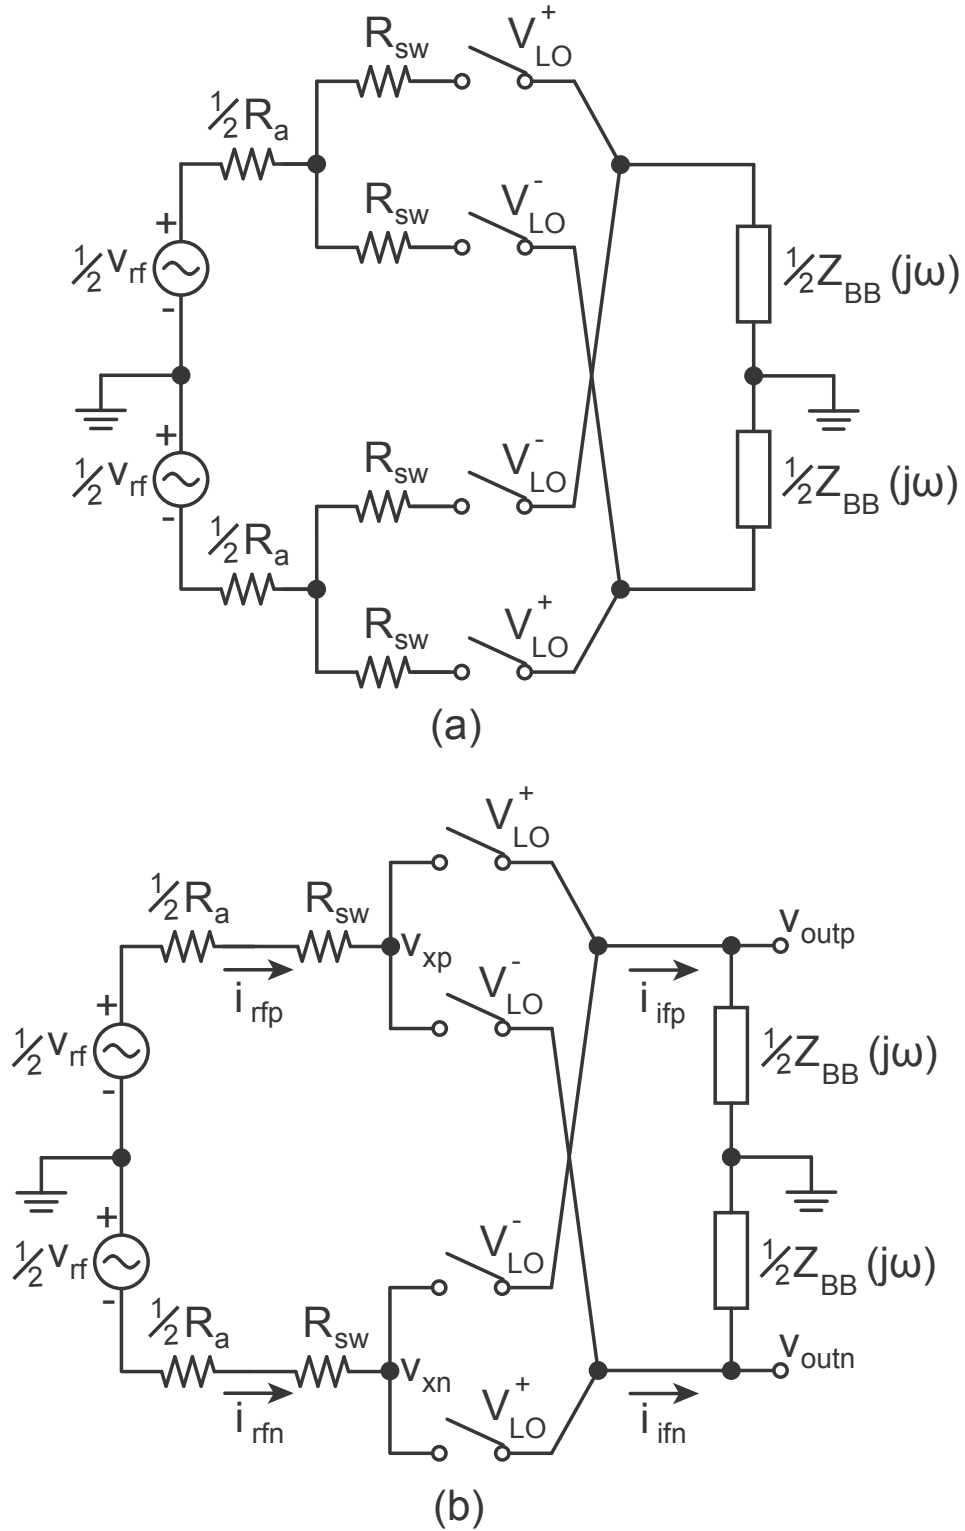 R_sw
V_LO^+
½R_a
R_sw
V_LO^-
+
½v_rf
-
½Z_BB(jω)
+
½v_rf
-
R_sw
V_LO^-
½Z_BB(jω)
½R_a
R_sw
V_LO^+
(a)
V_LO^+
½R_a
R_sw
v_xp
v_outp
i_rfp
V_LO^-
i_ifp
+
½v_rf
-
½Z_BB(jω)
+
½v_rf
-
V_LO^-
½Z_BB(jω)
½R_a
R_sw
v_xn
v_outn
i_rfn
V_LO^+
i_ifn
(b)